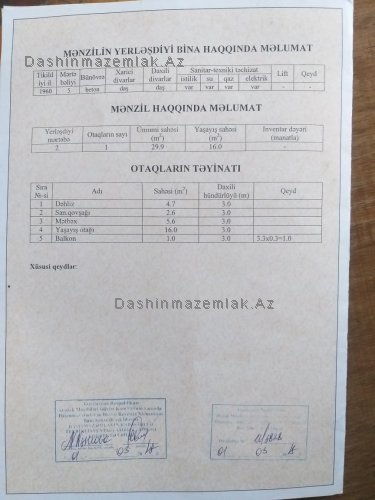 Dashinmazemlak.Az
MƏNZİLİN YERLƏŞDİYİ BİNA HAQQINDA MƏLUMAT
Tikildiyi il Mərtəbəliyi Bünövrə Xarici divarlar Daxili divarlar Sanitar-texniki təchizat Lift Qeyd
istilik su qaz elektrik
1960 5 beton daş daş var var var var - -
MƏNZİL HAQQINDA MƏLUMAT
Yerləşdiyi mərtəbə Otaqların sayı Ümumi sahəsi (m²) Yaşayış sahəsi (m²) İnventar dəyəri (manatla)
2 1 29.9 16.0 -
OTAQLARIN TƏYİNATI
Sıra №-si Adı Sahəsi (m²) Daxili hündürlüyü (m) Qeyd
1 Dəhliz 4.7 3.0
2 San.qovşağı 2.6 3.0
3 Mətbəx 5.6 3.0
4 Yaşayış otağı 16.0 3.0
5 Balkon 1.0 3.0 3.3x0.3=1.0
Xüsusi qeydlər:
Dashinmazemlak.Az
Dashinmazemlak.Az
01 03 18
01 03 18